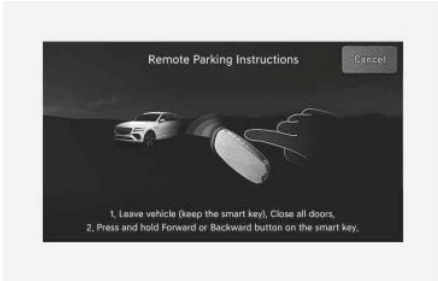 Remote Parking Instructions
Cancel
1, Leave vehicle (keep the smart key), Close all doors,
2, Press and hold Forward or Backward button on the smart key,